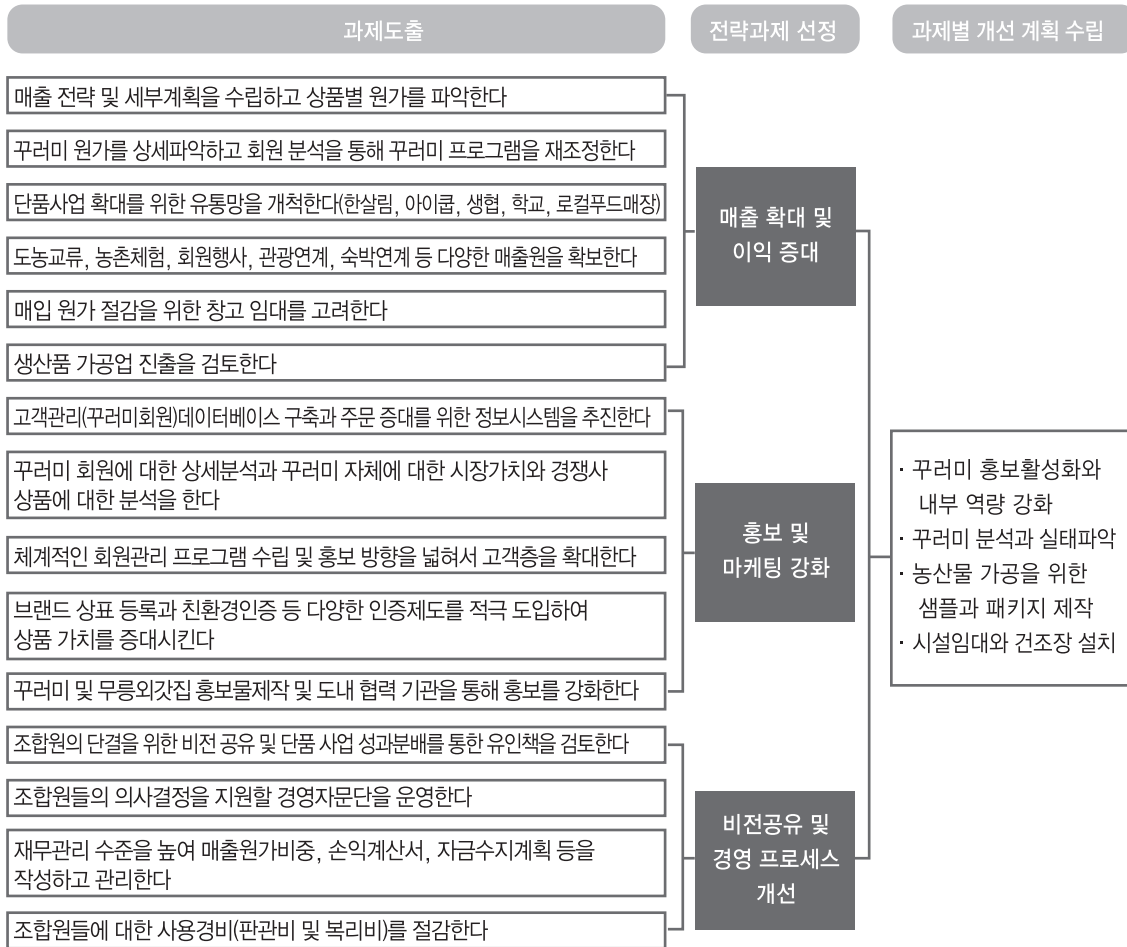 과제도출
전략과제 선정
과제별 개선 계획 수립
매출 전략 및 세부계획을 수립하고 상품별 원가를 파악한다
꾸러미 원가를 상세파악하고 회원 분석을 통해 꾸러미 프로그램을 재조정한다
단품사업 확대를 위한 유통망을 개척한다(한살림, 아이쿱, 생협, 학교, 로컬푸드매장)
도농교류, 농촌체험, 회원행사, 관광연계, 숙박연계 등 다양한 매출원을 확보한다
매입 원가 절감을 위한 창고 임대를 고려한다
생산품 가공업 진출을 검토한다
매출 확대 및
이익 증대
고객관리(꾸러미회원)데이터베이스 구축과 주문 증대를 위한 정보시스템을 추진한다
꾸러미 회원에 대한 상세분석과 꾸러미 자체에 대한 시장가치와 경쟁사
상품에 대한 분석을 한다
체계적인 회원관리 프로그램 수립 및 홍보 방향을 넓혀서 고객층을 확대한다
브랜드 상표 등록과 친환경인증 등 다양한 인증제도를 적극 도입하여
상품 가치를 증대시킨다
꾸러미 및 무릉외갓집 홍보물제작 및 도내 협력 기관을 통해 홍보를 강화한다
홍보 및
마케팅 강화
조합원의 단결을 위한 비전 공유 및 단품 사업 성과분배를 통한 유인책을 검토한다
조합원들의 의사결정을 지원할 경영자문단을 운영한다
재무관리 수준을 높여 매출원가비중, 손익계산서, 자금수지계획 등을
작성하고 관리한다
조합원들에 대한 사용경비(판관비 및 복리비)를 절감한다
비전공유 및
경영 프로세스
개선
· 꾸러미 홍보활성화와
내부 역량 강화
· 꾸러미 분석과 실태파악
· 농산물 가공을 위한
샘플과 패키지 제작
· 시설임대와 건조장 설치